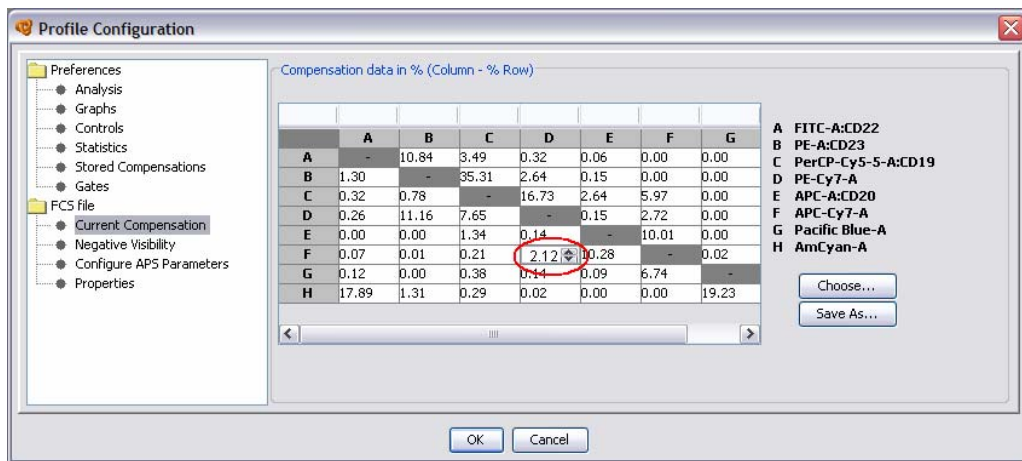 Profile Configuration
Preferences
Analysis
Graphs
Controls
Statistics
Stored Compensations
Gates
FCS file
Current Compensation
Negative Visibility
Configure APS Parameters
Properties
Compensation data in % (Column - % Row)
A B C D E F G
A - 10.84 3.49 0.32 0.06 0.00 0.00
B 1.30 - 35.31 2.64 0.15 0.00 0.00
C 0.32 0.78 - 16.73 2.64 5.97 0.00
D 0.26 11.16 7.65 - 0.15 2.72 0.00
E 0.00 0.00 1.34 0.14 - 10.01 0.00
F 0.07 0.01 0.21 2.12 10.28 - 0.02
G 0.12 0.00 0.38 0.14 0.09 6.74 -
H 17.89 1.31 0.29 0.02 0.00 0.00 19.23
A FITC-A:CD22
B PE-A:CD23
C PerCP-Cy5-5-A:CD19
D PE-Cy7-A
E APC-A:CD20
F APC-Cy7-A
G Pacific Blue-A
H AmCyan-A
Choose...
Save As...
OK Cancel